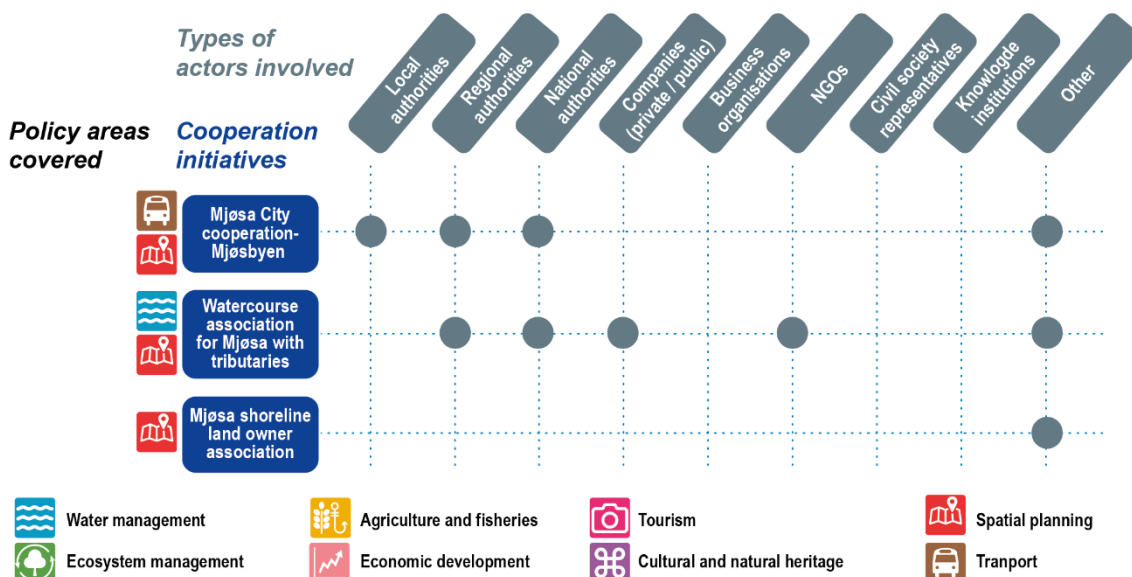 Types of
actors involved
Local
authorities
Regional
authorities
National
authorities
Companies
(private / public)
Business
organisations
NGOs
Civil society
representatives
Knowlogde
institutions
Other
Policy areas
covered
Cooperation
initiatives
Mjøsa City
cooperation-
Mjøsbyen
Watercourse
association
for Mjøsa with
tributaries
Mjøsa shoreline
land owner
association
Water management
Agriculture and fisheries
Tourism
Spatial planning
Ecosystem management
Economic development
Cultural and natural heritage
Tranport